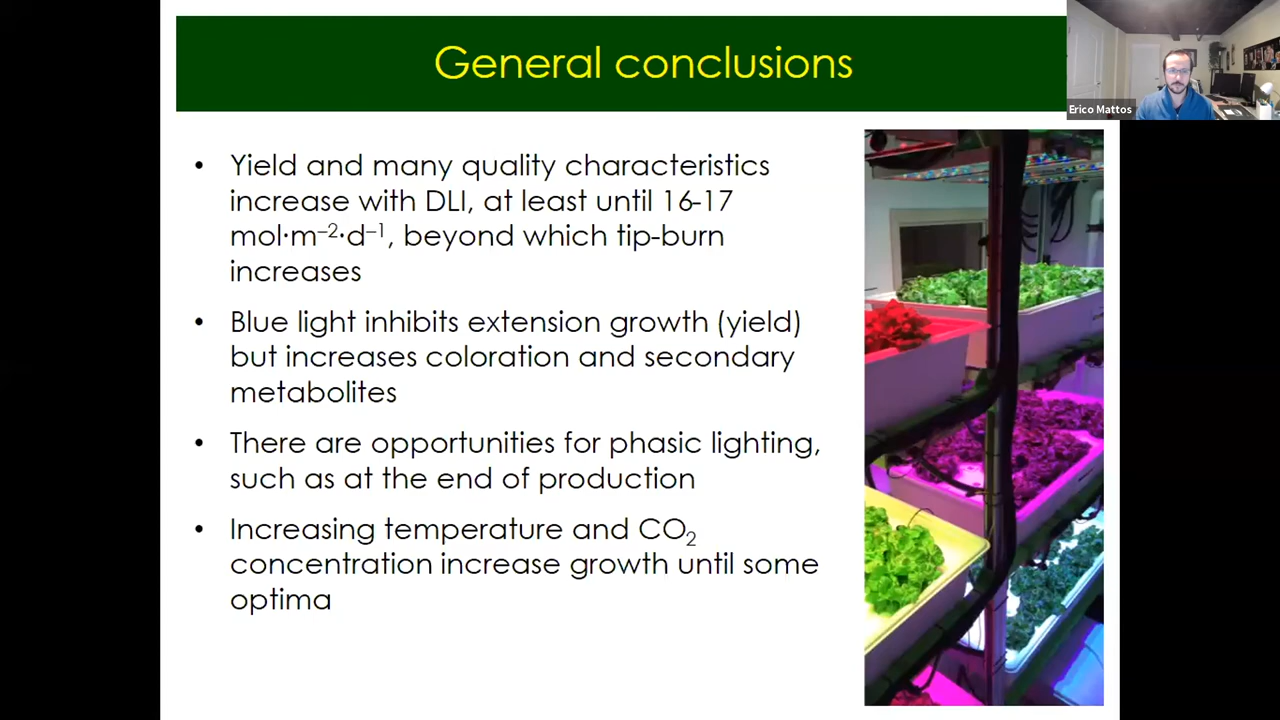 General conclusions
Erico Mattos
• Yield and many quality characteristics
increase with DLI, at least until 16-17
mol·m⁻²·d⁻¹, beyond which tip-burn
increases
• Blue light inhibits extension growth (yield)
but increases coloration and secondary
metabolites
• There are opportunities for phasic lighting,
such as at the end of production
• Increasing temperature and CO₂
concentration increase growth until some
optima